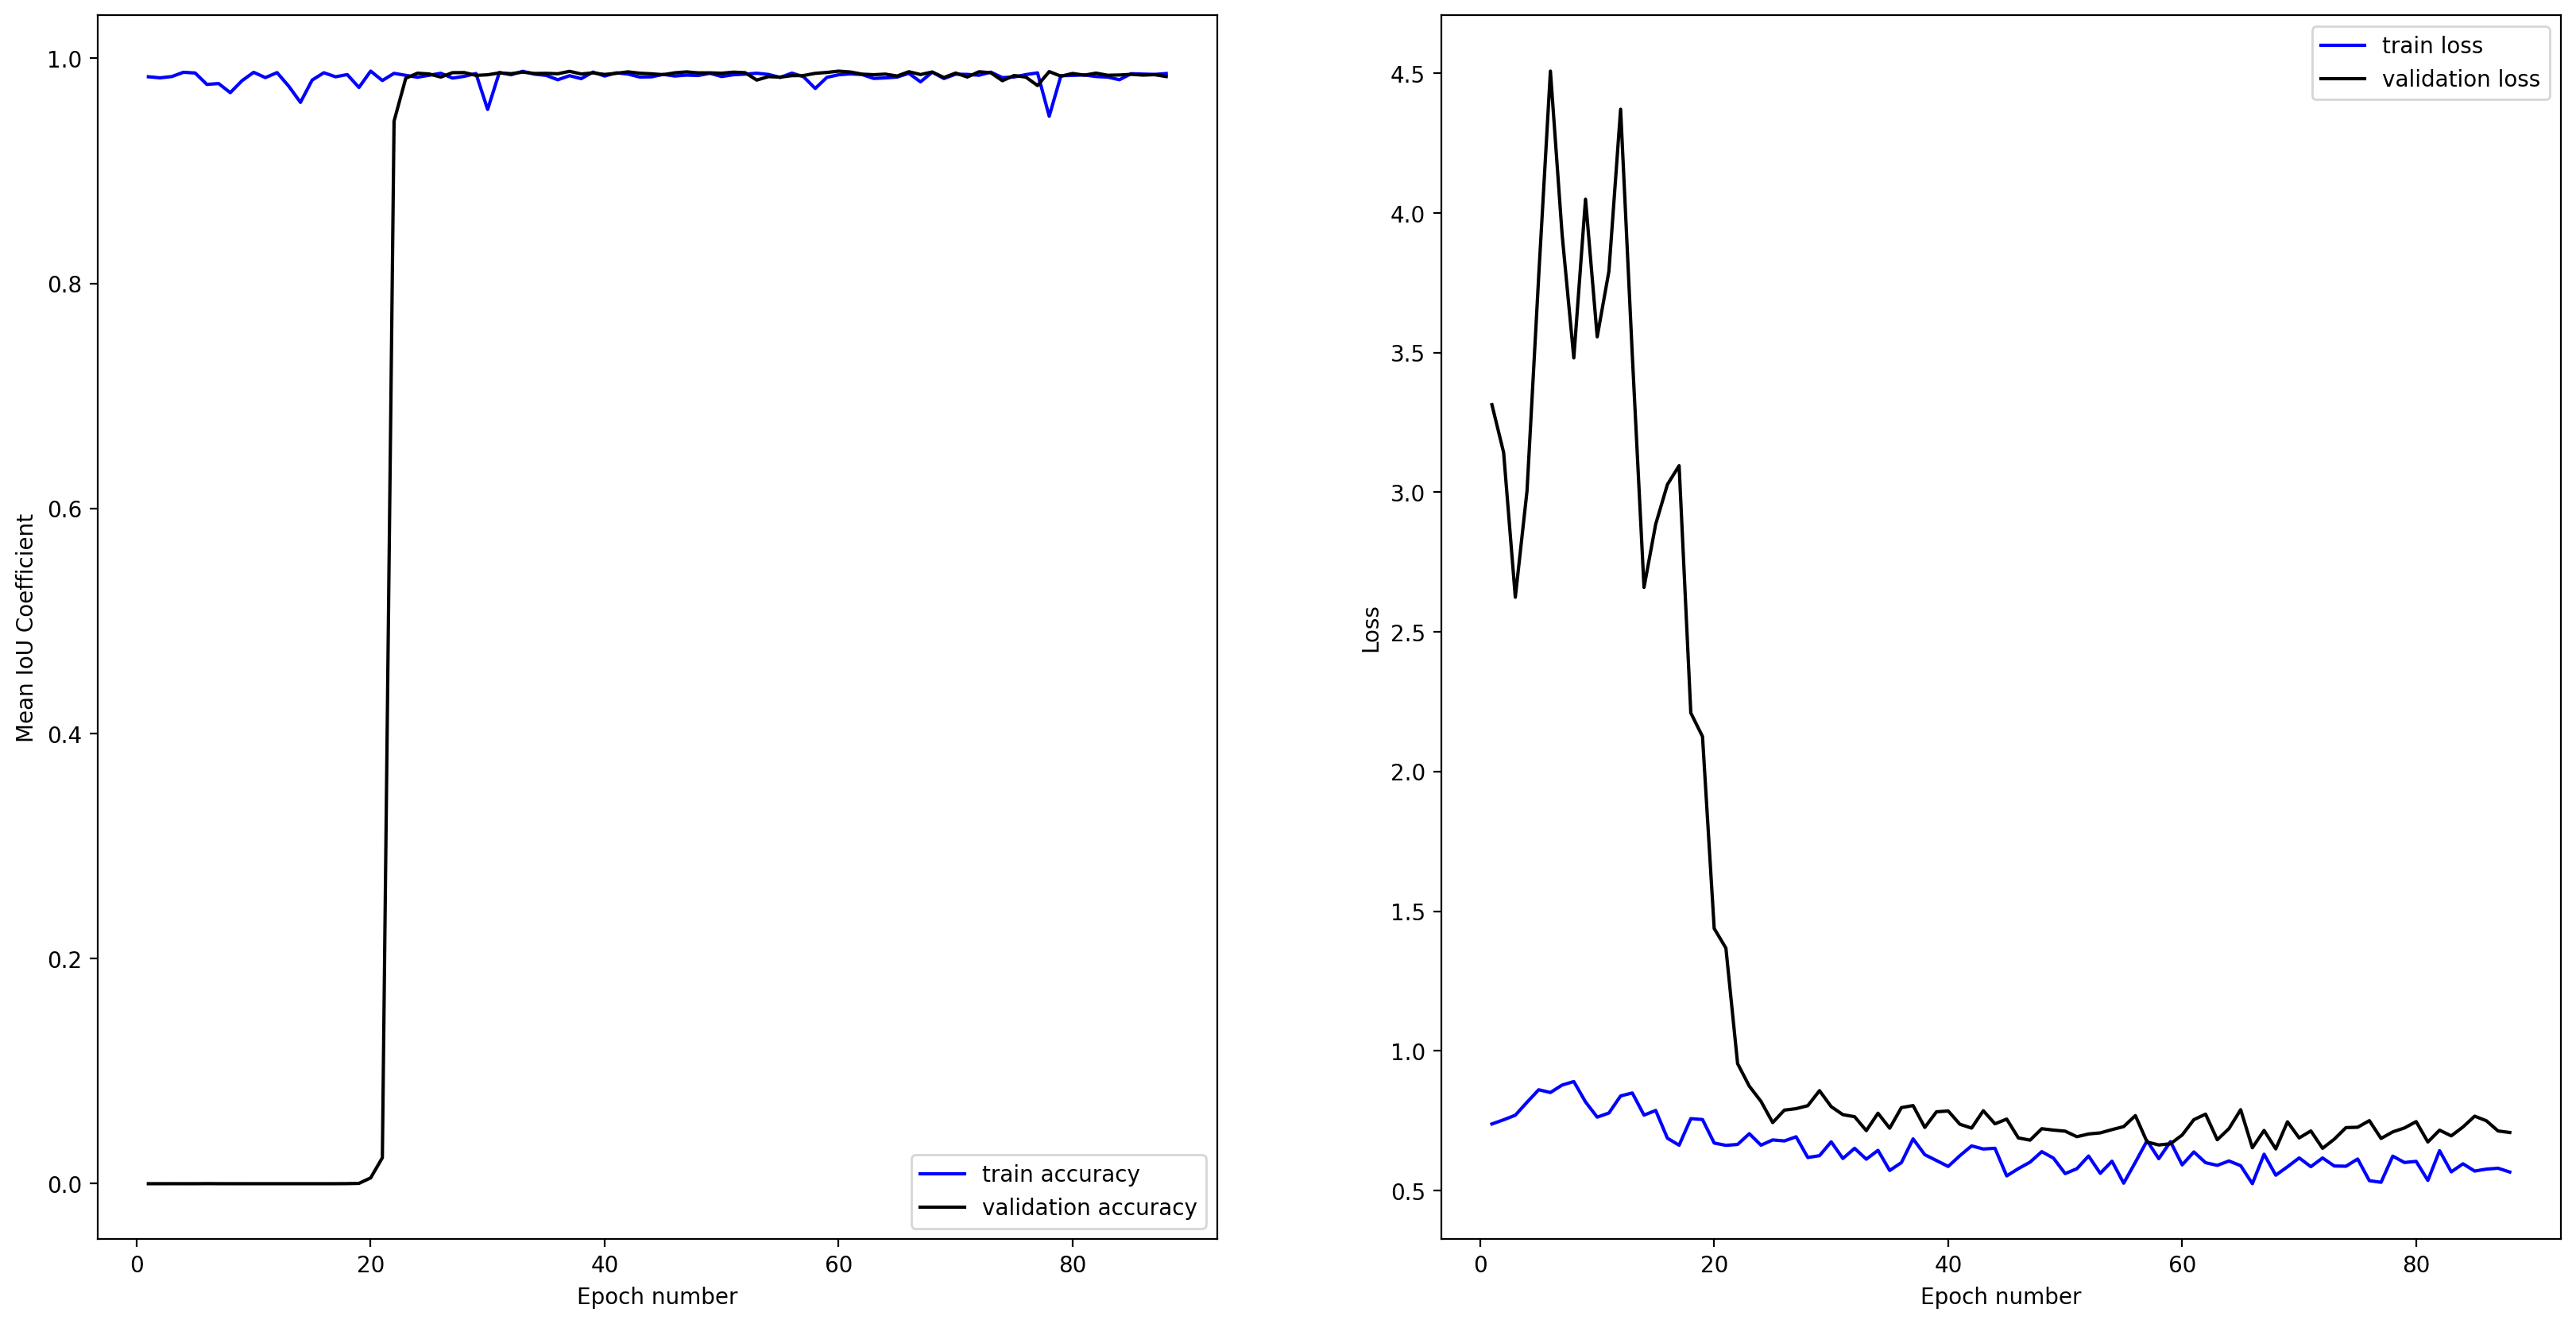 1.0
0.8
0.6
0.4
0.2
0.0
Mean IoU Coefficient
train accuracy
validation accuracy
0 20 40 60 80
Epoch number
4.5
4.0
3.5
3.0
2.5
2.0
1.5
1.0
0.5
Loss
train loss
validation loss
0 20 40 60 80
Epoch number